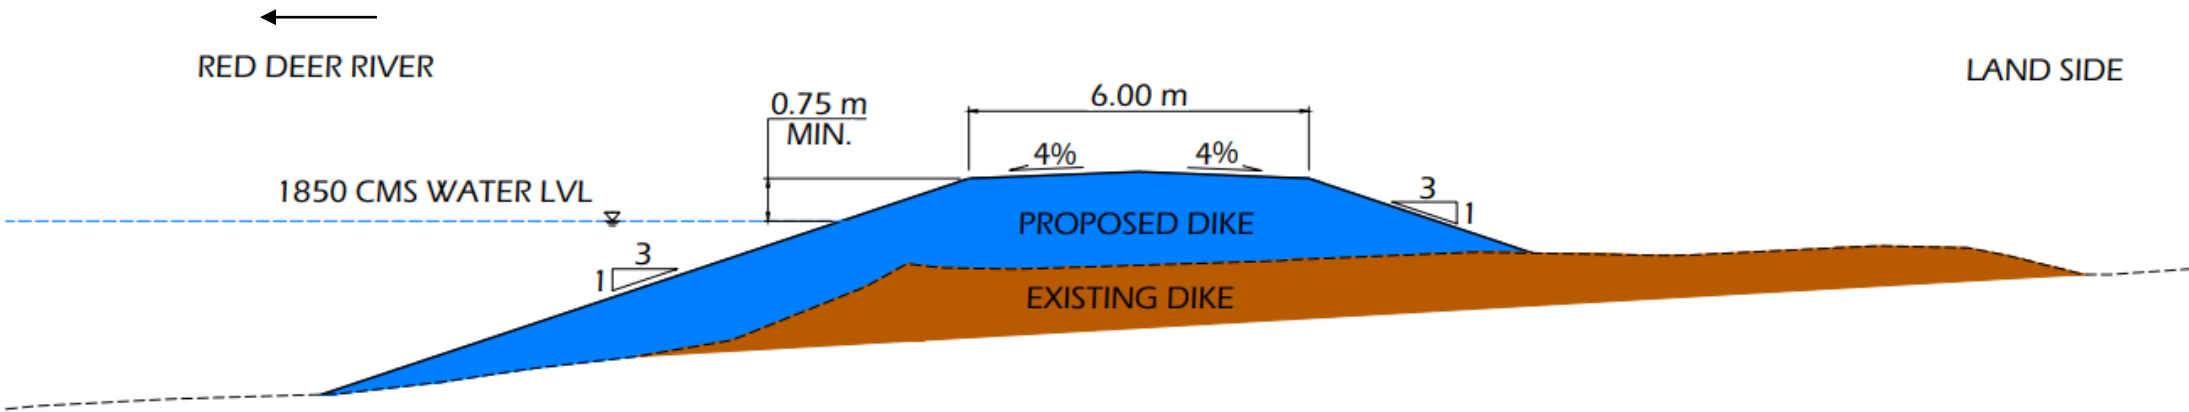 RED DEER RIVER
LAND SIDE
0.75 m
MIN.
6.00 m
4%
4%
1850 CMS WATER LVL
3
1
PROPOSED DIKE
3
1
EXISTING DIKE